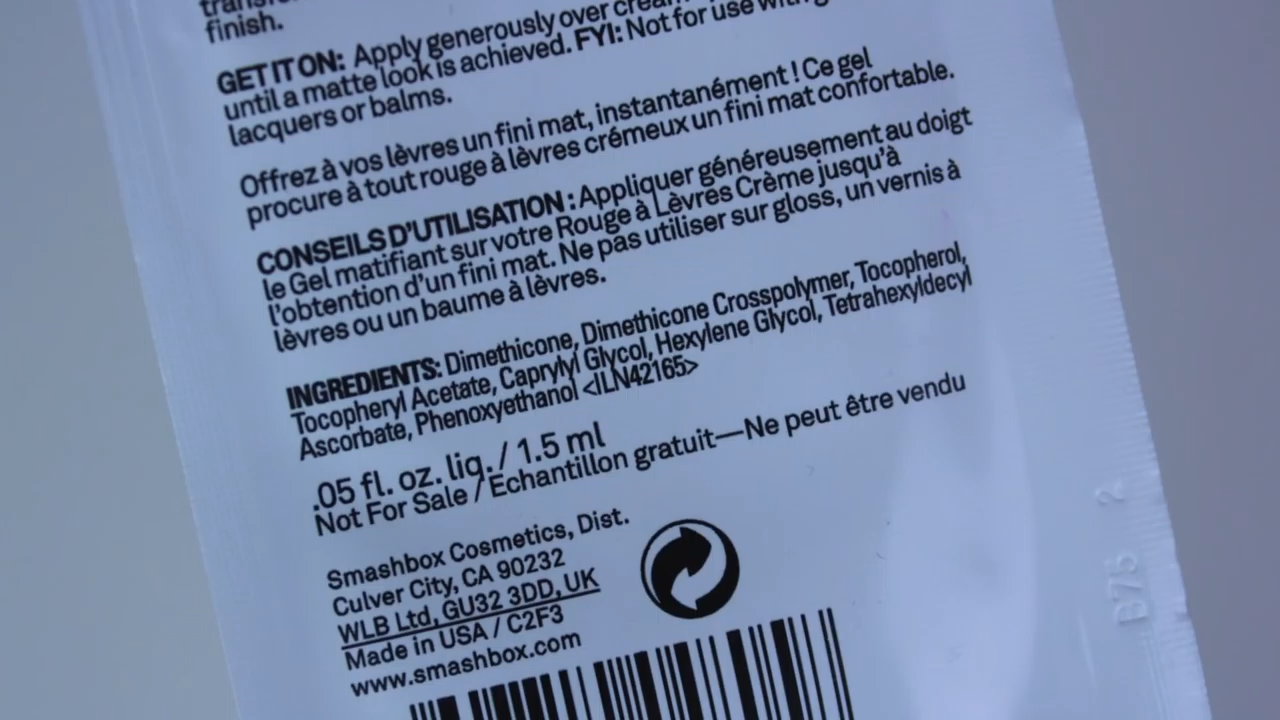 finish.
GET IT ON: Apply generously over
until a matte look is achieved. FYI: Not for use with
lacquers or balms.
Offrez à vos lèvres un fini mat, instantanément ! Ce gel
procure à tout rouge à lèvres crémeux un fini mat confortable.
CONSEILS D'UTILISATION : Appliquer généreusement au doigt
le Gel matifiant sur votre Rouge à Lèvres Crème jusqu'à
l'obtention d'un fini mat. Ne pas utiliser sur gloss, un vernis à
lèvres ou un baume à lèvres.
INGREDIENTS: Dimethicone, Dimethicone Crosspolymer, Tocopherol,
Tocopheryl Acetate, Caprylyl Glycol, Hexylene Glycol, Tetrahexyldecyl
Ascorbate, Phenoxyethanol <ILN42165>
.05 fl. oz. liq./ 1.5 ml
Not For Sale / Echantillon gratuit—Ne peut être vendu
Smashbox Cosmetics, Dist.
Culver City, CA 90232
WLB Ltd, GU32 3DD, UK
Made in USA / C2F3
www.smashbox.com